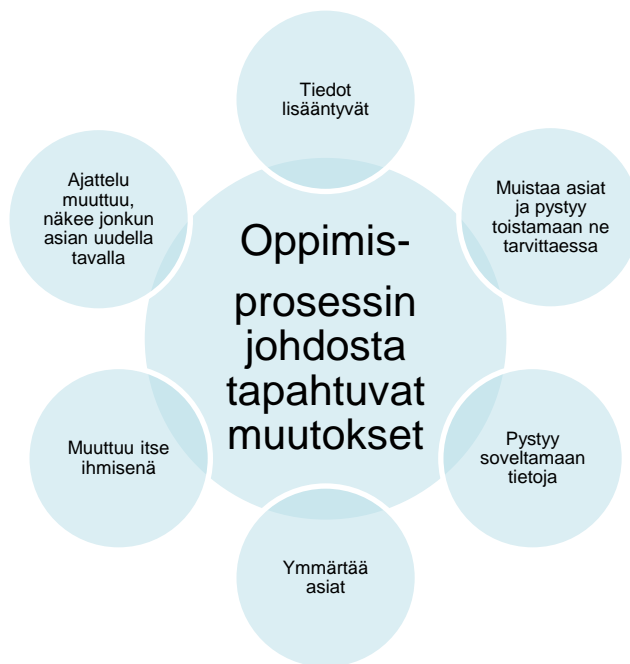 Tiedot
lisääntyvät
Muistaa asiat
ja pystyy
toistamaan ne
tarvittaessa
Pystyy
soveltamaan
tietoja
Ymmärtää
asiat
Muuttuu itse
ihmisenä
Ajattelu
muuttuu,
näkee jonkun
asian uudella
tavalla
Oppimis-
prosessin
johdosta
tapahtuvat
muutokset